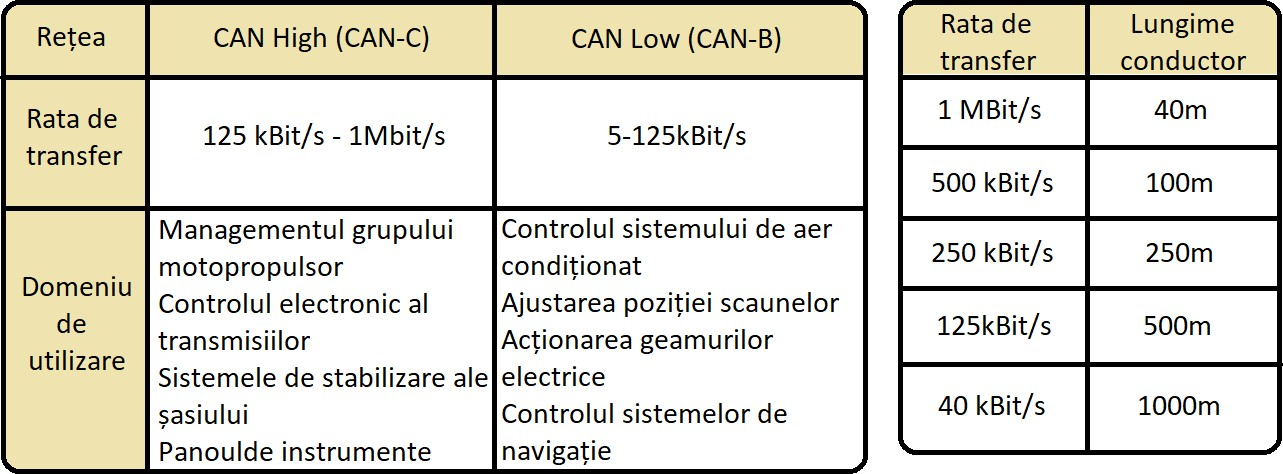 Rețea
CAN High (CAN-C)
CAN Low (CAN-B)
Rata de
transfer
125 kBit/s - 1Mbit/s
5-125kBit/s
Domeniu
de
utilizare
Managementul grupului
motopropulsor
Controlul electronic al
transmisiilor
Sistemele de stabilizare ale
șasiului
Panoulde instrumente
Controlul sistemului de aer
condiționat
Ajustarea poziției scaunelor
Acționarea geamurilor
electrice
Controlul sistemelor de
navigație
Rata de
transfer
Lungime
conductor
1 MBit/s
40m
500 kBit/s
100m
250 kBit/s
250m
125kBit/s
500m
40 kBit/s
1000m